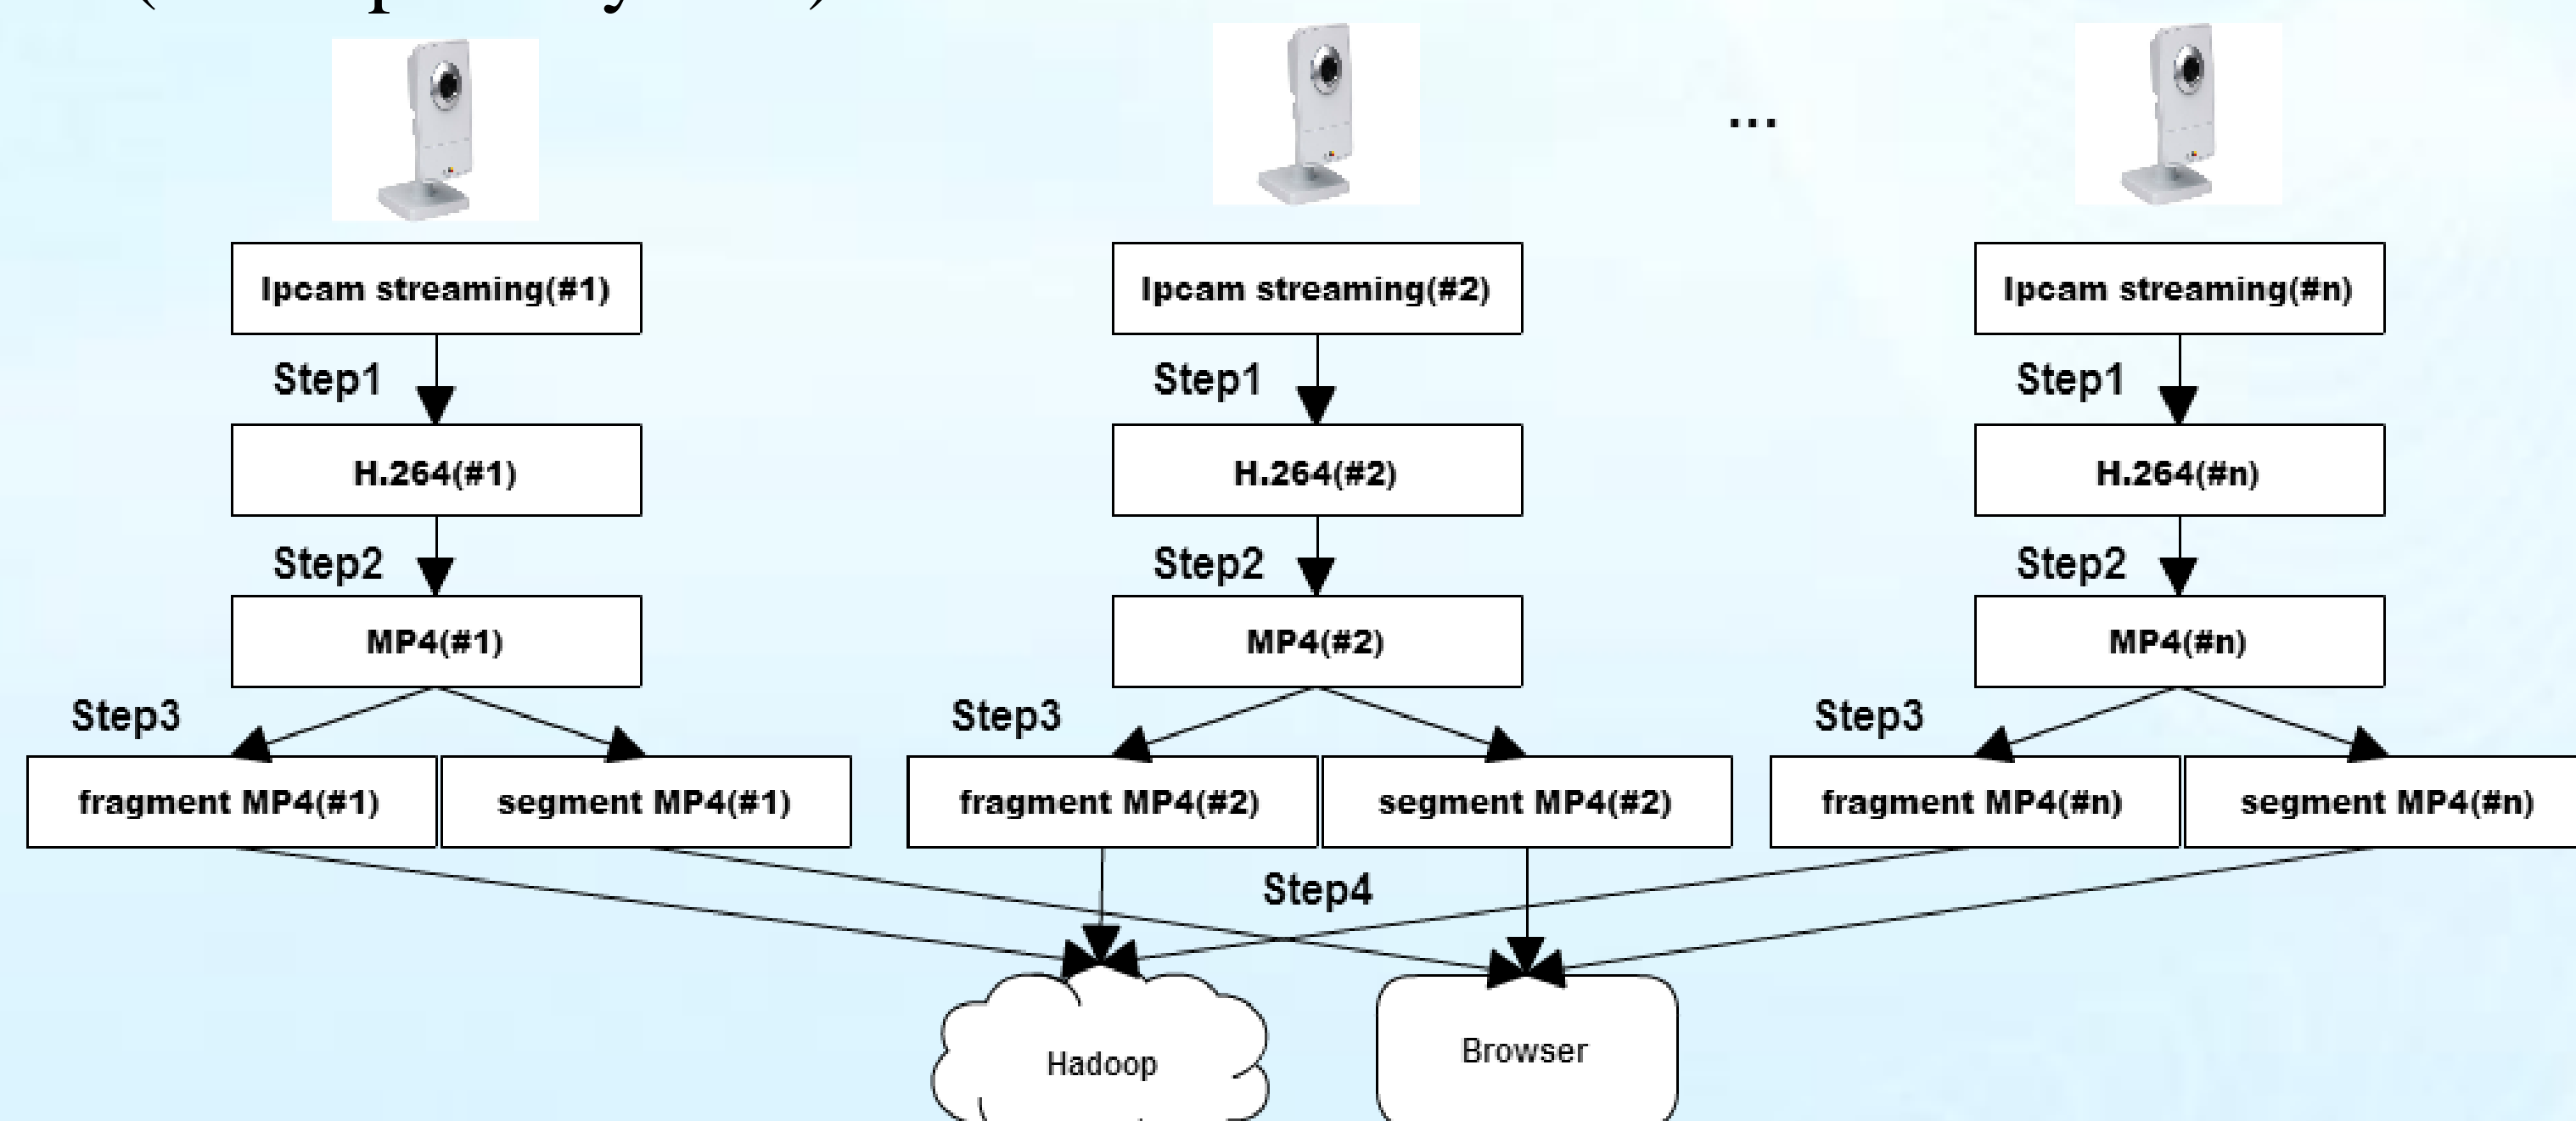 ...
Ipcam streaming(#1) Ipcam streaming(#2) Ipcam streaming(#n)
Step1 Step1 Step1
H.264(#1) H.264(#2) H.264(#n)
Step2 Step2 Step2
MP4(#1) MP4(#2) MP4(#n)
Step3 Step3 Step3
fragment MP4(#1) segment MP4(#1) fragment MP4(#2) segment MP4(#2) fragment MP4(#n) segment MP4(#n)
Step4
Hadoop Browser